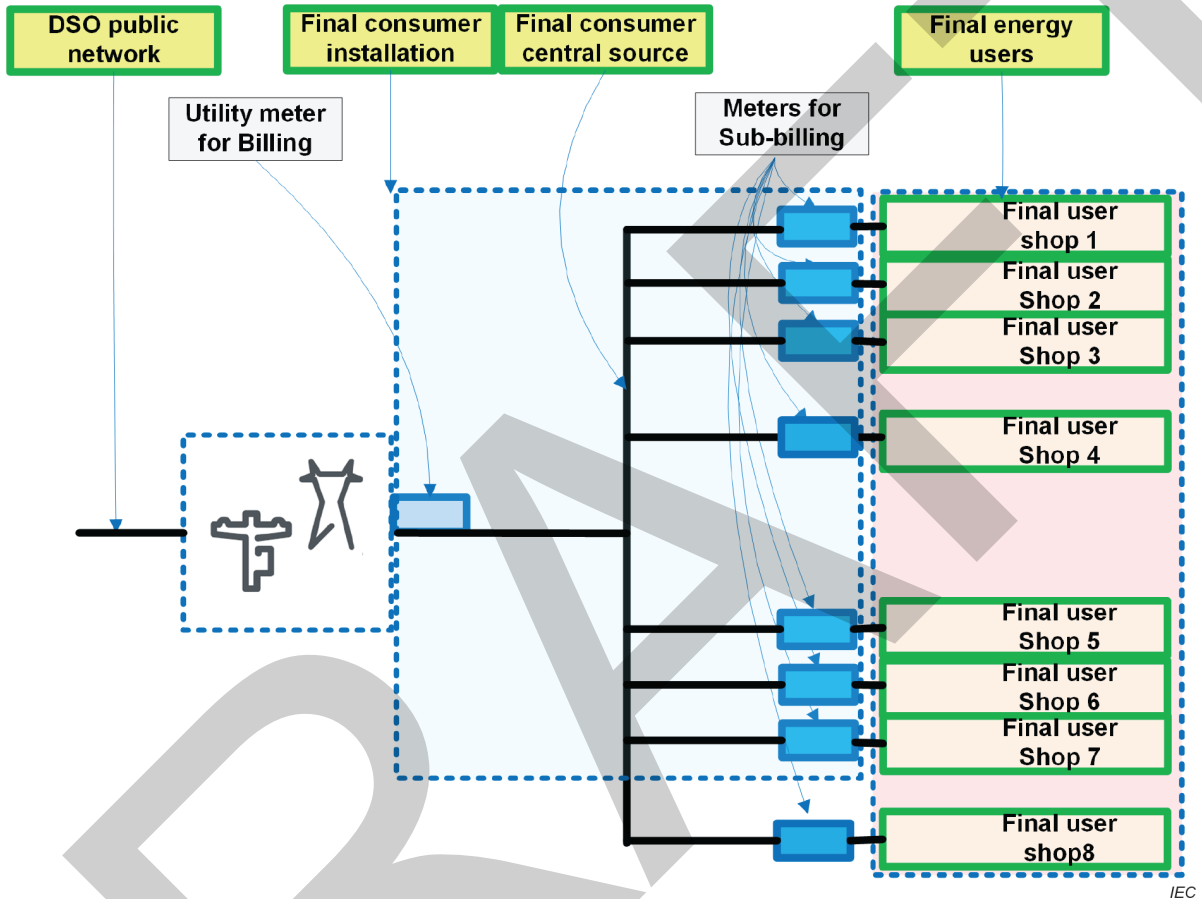 DSO public
network
Final consumer
installation
Final consumer
central source
Final energy
users
Utility meter
for Billing
Meters for
Sub-billing
Final user
shop 1
Final user
Shop 2
Final user
Shop 3
Final user
Shop 4
Final user
Shop 5
Final user
Shop 6
Final user
Shop 7
Final user
shop8
IEC